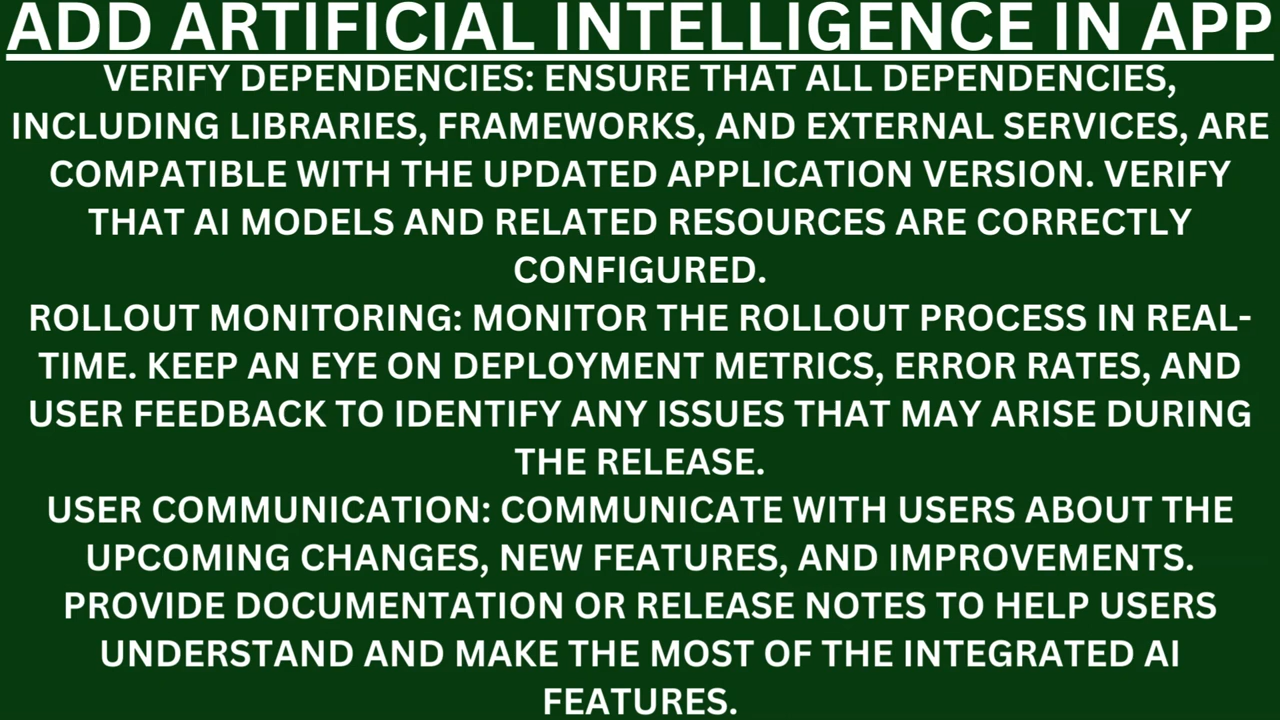 ADD ARTIFICIAL INTELLIGENCE IN APP
VERIFY DEPENDENCIES: ENSURE THAT ALL DEPENDENCIES,
INCLUDING LIBRARIES, FRAMEWORKS, AND EXTERNAL SERVICES, ARE
COMPATIBLE WITH THE UPDATED APPLICATION VERSION. VERIFY
THAT AI MODELS AND RELATED RESOURCES ARE CORRECTLY
CONFIGURED.
ROLLOUT MONITORING: MONITOR THE ROLLOUT PROCESS IN REAL-
TIME. KEEP AN EYE ON DEPLOYMENT METRICS, ERROR RATES, AND
USER FEEDBACK TO IDENTIFY ANY ISSUES THAT MAY ARISE DURING
THE RELEASE.
USER COMMUNICATION: COMMUNICATE WITH USERS ABOUT THE
UPCOMING CHANGES, NEW FEATURES, AND IMPROVEMENTS.
PROVIDE DOCUMENTATION OR RELEASE NOTES TO HELP USERS
UNDERSTAND AND MAKE THE MOST OF THE INTEGRATED AI
FEATURES.